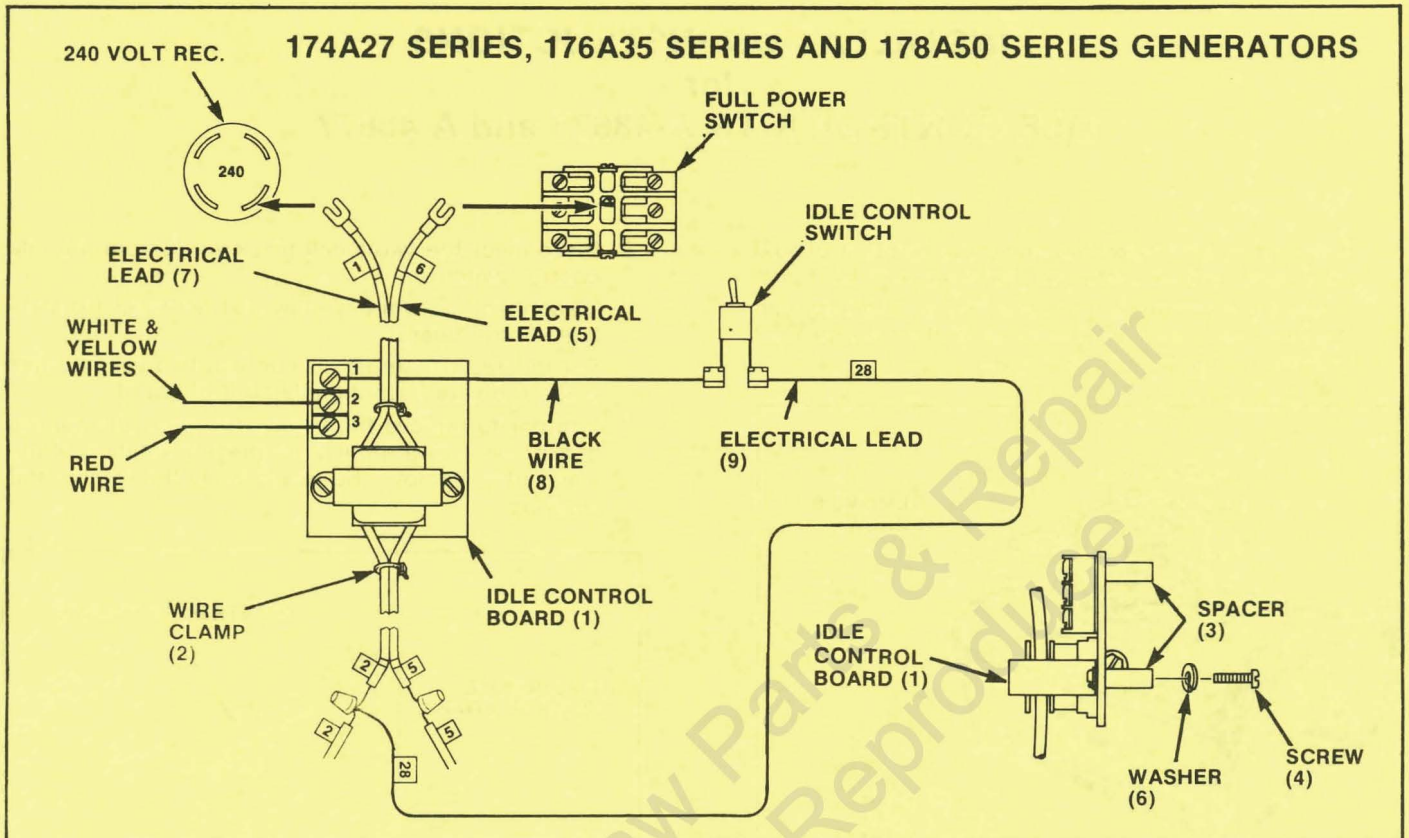 174A27 SERIES, 176A35 SERIES AND 178A50 SERIES GENERATORS
240 VOLT REC.
FULL POWER
SWITCH
240
IDLE CONTROL
SWITCH
ELECTRICAL
LEAD (7)
1
6
ELECTRICAL
LEAD (5)
WHITE &
YELLOW
WIRES
1
2
3
28
RED
WIRE
BLACK
WIRE
(8)
ELECTRICAL LEAD
(9)
WIRE
CLAMP
(2)
IDLE CONTROL
BOARD (1)
2
5
2
5
28
IDLE
CONTROL
BOARD (1)
SPACER
(3)
WASHER
(6)
SCREW
(4)
Parts & Repair
Reproduce